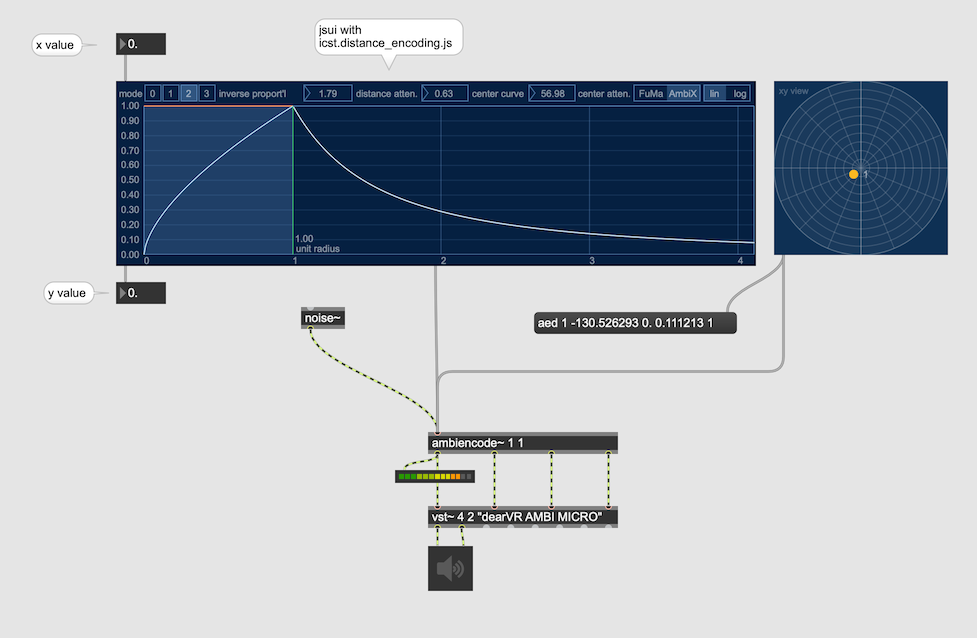 jsui with
icst.distance_encoding.js
x value
0.
mode 0 1 2 3 inverse proport'l 1.79 distance atten. 0.63 center curve 56.98 center atten. FuMa AmbiX lin log
xy view
1.00
0.90
0.80
0.70
0.60
0.50
0.40
0.30
0.20
0.10
0.00
1.00
unit radius
0 1 2 3 4
1
y value
0.
noise~
aed 1 -130.526293 0. 0.111213 1
ambiencode~ 1 1
vst~ 4 2 "dearVR AMBI MICRO"